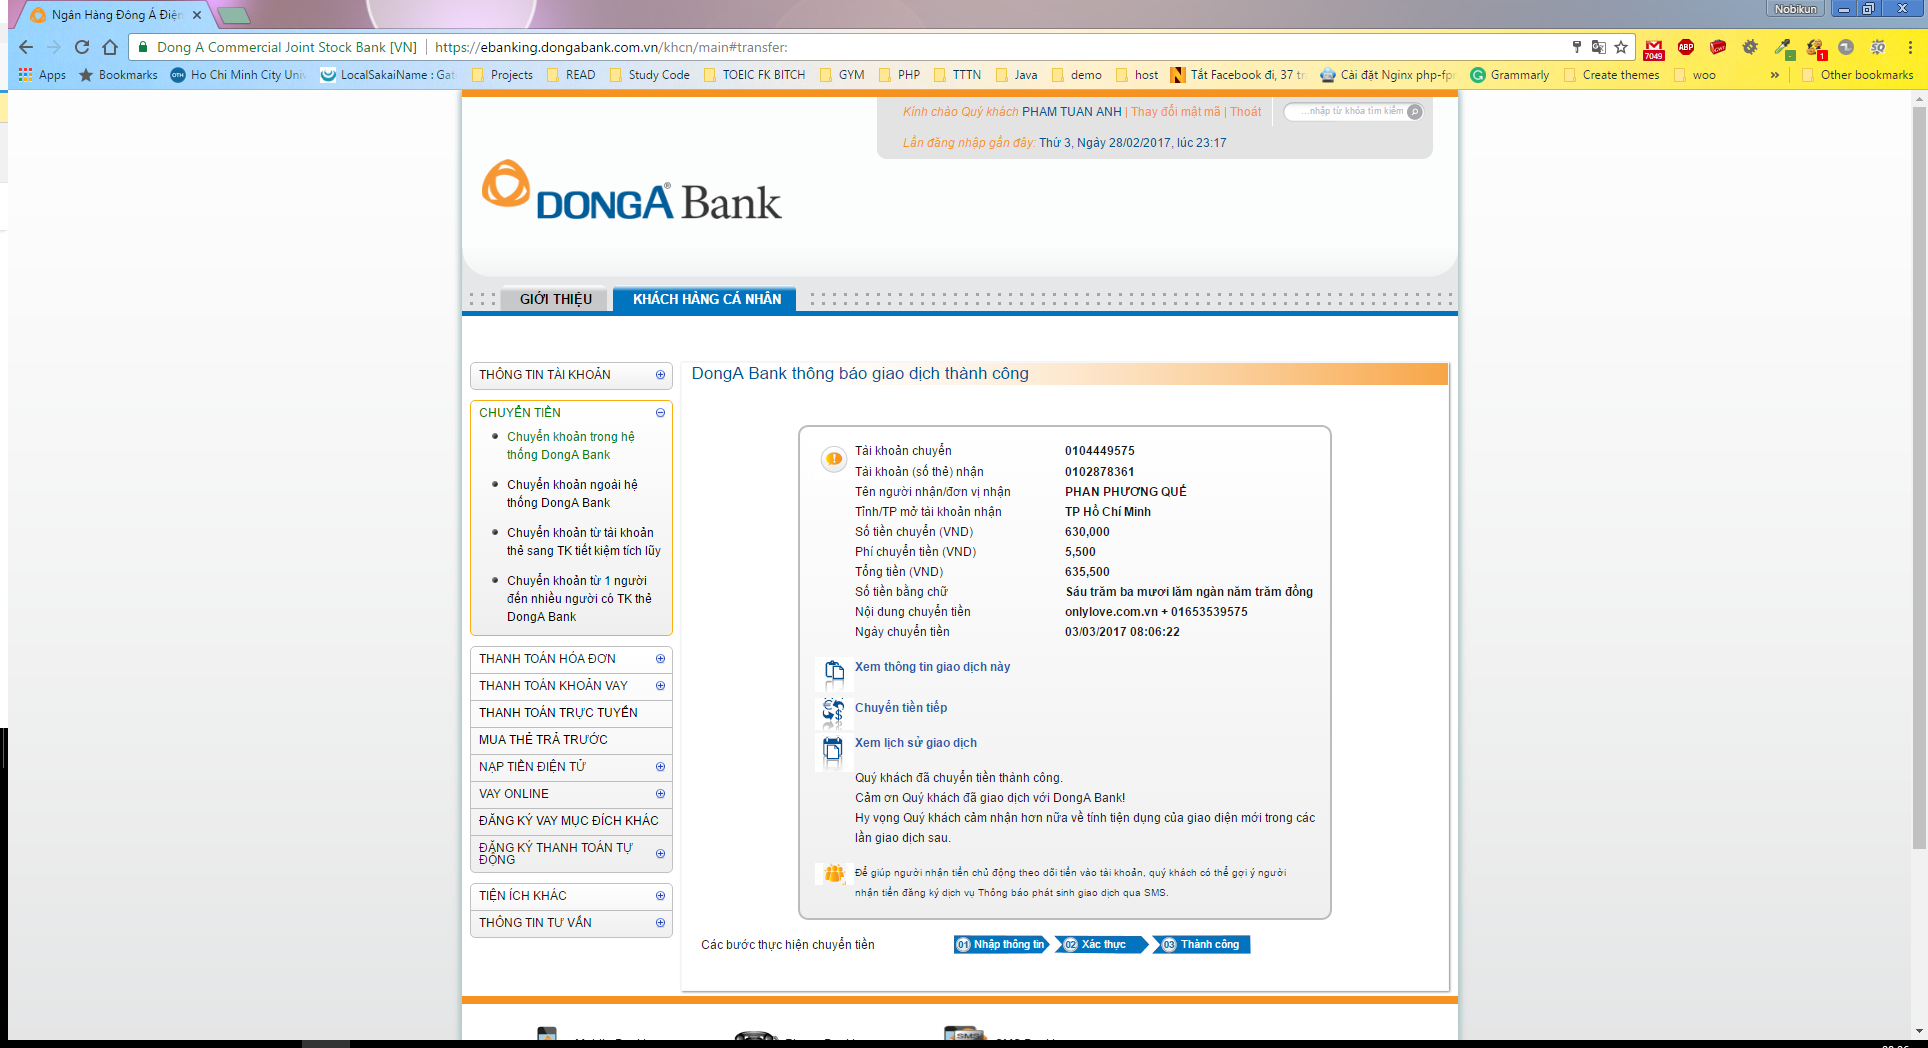 Ngân Hàng Đông Á Điện
Nobikun
Dong A Commercial Joint Stock Bank [VN]
https://ebanking.dongabank.com.vn/khcn/main#transfer:
7049
ABP
1
Apps
Bookmarks
Ho Chi Minh City Uni
LocalSakaiName : Gat
Projects
READ
Study Code
TOEIC FK BITCH
GYM
PHP
TTTN
Java
demo
host
Tắt Facebook đi, 37 tr
Cài đặt Nginx php-fp
Grammarly
Create themes
woo
»
Other bookmarks
Kính chào Quý khách PHAM TUAN ANH | Thay đổi mật mã | Thoát
...nhập từ khóa tìm kiếm
Lần đăng nhập gần đây: Thứ 3, Ngày 28/02/2017, lúc 23:17
DONGA® Bank
GIỚI THIỆU
KHÁCH HÀNG CÁ NHÂN
THÔNG TIN TÀI KHOẢN
CHUYỂN TIỀN
Chuyển khoản trong hệ
thống DongA Bank
Chuyển khoản ngoài hệ
thống DongA Bank
Chuyển khoản từ tài khoản
thẻ sang TK tiết kiệm tích lũy
Chuyển khoản từ 1 người
đến nhiều người có TK thẻ
DongA Bank
THANH TOÁN HÓA ĐƠN
THANH TOÁN KHOẢN VAY
THANH TOÁN TRỰC TUYẾN
MUA THẺ TRẢ TRƯỚC
NẠP TIỀN ĐIỆN TỬ
VAY ONLINE
ĐĂNG KÝ VAY MỤC ĐÍCH KHÁC
ĐĂNG KÝ THANH TOÁN TỰ
ĐỘNG
TIỆN ÍCH KHÁC
THÔNG TIN TƯ VẤN
DongA Bank thông báo giao dịch thành công
Tài khoản chuyển 0104449575
Tài khoản (số thẻ) nhận 0102878361
Tên người nhận/đơn vị nhận PHAN PHƯƠNG QUẾ
Tỉnh/TP mở tài khoản nhận TP Hồ Chí Minh
Số tiền chuyển (VND) 630,000
Phí chuyển tiền (VND) 5,500
Tổng tiền (VND) 635,500
Số tiền bằng chữ Sáu trăm ba mươi lăm ngàn năm trăm đồng
Nội dung chuyển tiền onlylove.com.vn + 01653539575
Ngày chuyển tiền 03/03/2017 08:06:22
Xem thông tin giao dịch này
Chuyển tiền tiếp
Xem lịch sử giao dịch
Quý khách đã chuyển tiền thành công.
Cảm ơn Quý khách đã giao dịch với DongA Bank!
Hy vọng Quý khách cảm nhận hơn nữa về tính tiện dụng của giao diện mới trong các
lần giao dịch sau.
Để giúp người nhận tiền chủ động theo dõi tiền vào tài khoản, quý khách có thể gợi ý người
nhận tiền đăng ký dịch vụ Thông báo phát sinh giao dịch qua SMS.
Các bước thực hiện chuyển tiền
01 Nhập thông tin
02 Xác thực
03 Thành công